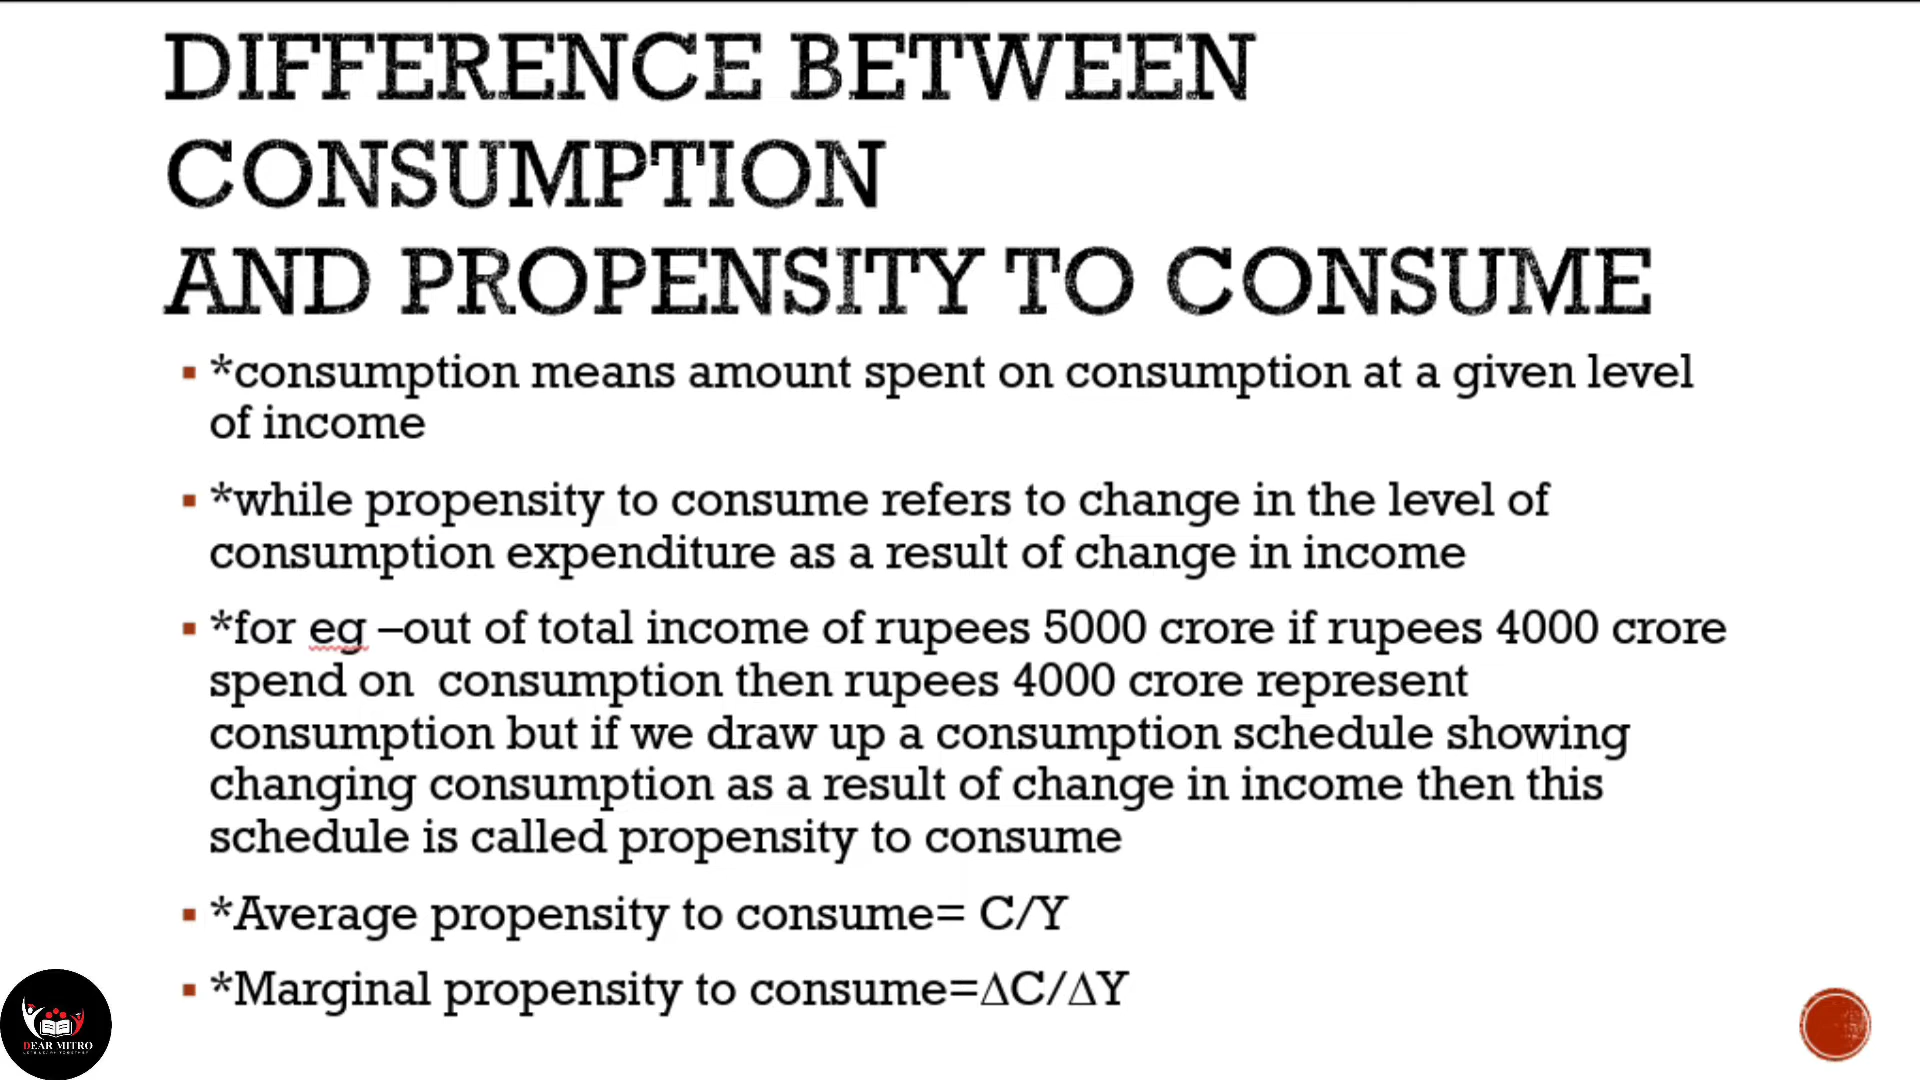 DIFFERENCE BETWEEN
CONSUMPTION
AND PROPENSITY TO CONSUME
*consumption means amount spent on consumption at a given level
of income
*while propensity to consume refers to change in the level of
consumption expenditure as a result of change in income
*for eg –out of total income of rupees 5000 crore if rupees 4000 crore
spend on consumption then rupees 4000 crore represent
consumption but if we draw up a consumption schedule showing
changing consumption as a result of change in income then this
schedule is called propensity to consume
*Average propensity to consume= C/Y
*Marginal propensity to consume=∆C/∆Y
DEAR MITRO